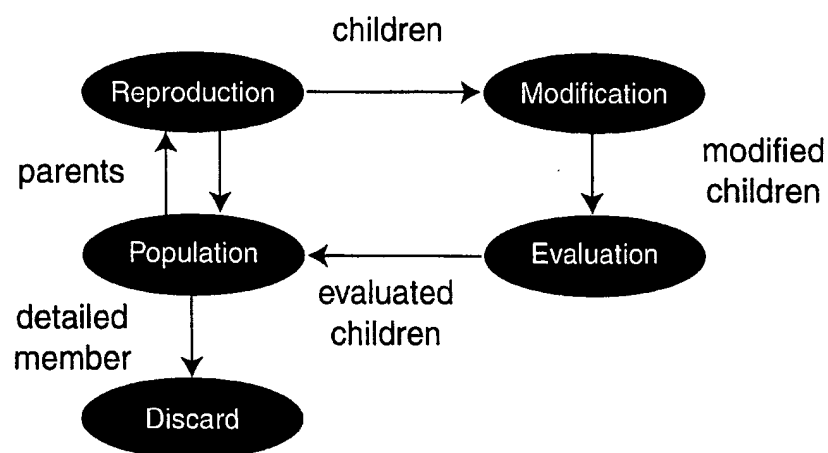 children
Reproduction
Modification
parents
modified
children
Population
Evaluation
evaluated
children
detailed
member
Discard